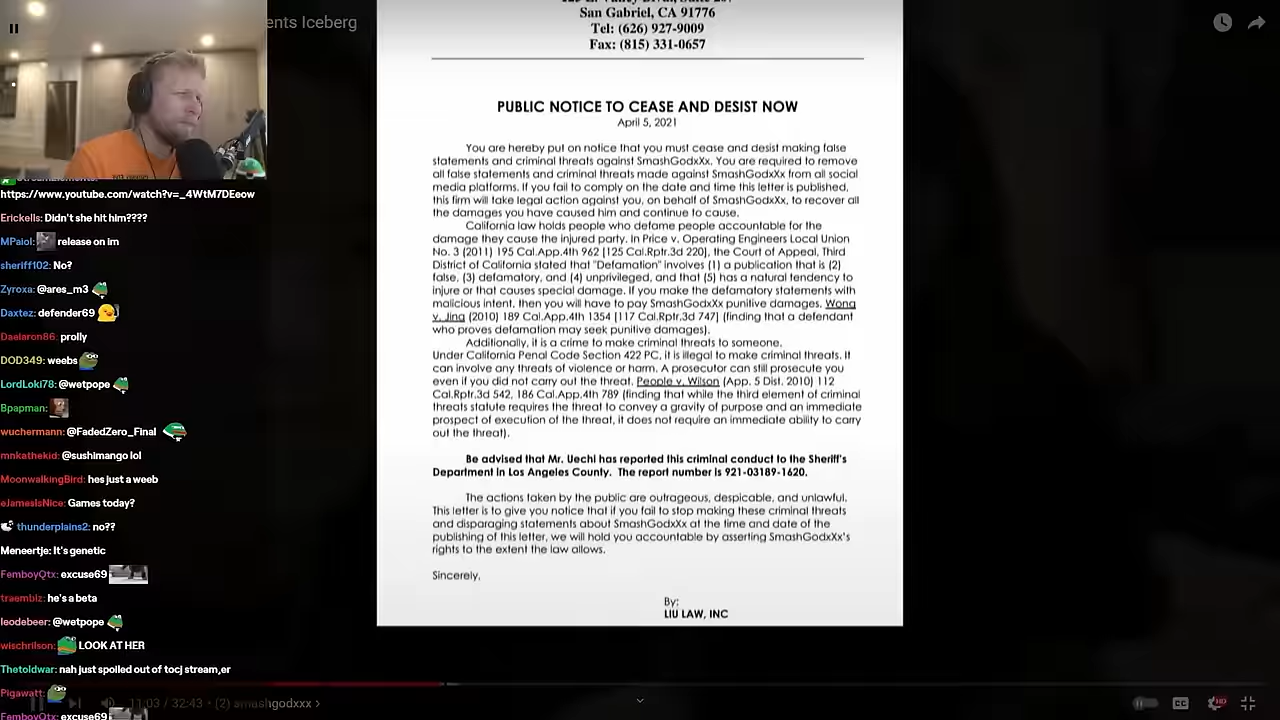 ents Iceberg
San Gabriel, CA 91776
Tel: (626) 927-9009
Fax: (815) 331-0657
PUBLIC NOTICE TO CEASE AND DESIST NOW
April 5, 2021
You are hereby put on notice that you must cease and desist making false
statements and criminal threats against SmashGodxXx. You are required to remove
all false statements and criminal threats made against SmashGodxXx from all social
media platforms. If you fail to comply on the date and time this letter is published,
this firm will take legal action against you, on behalf of SmashGodxXx, to recover all
the damages you have caused him and continue to cause.
California law holds people who defame people accountable for the
damage they cause the injured party. In Price v. Operating Engineers Local Union
No. 3 (2011) 195 Cal.App.4th 962 [125 Cal.Rptr.3d 220], the Court of Appeal, Third
District of California stated that "Defamation" involves (1) a publication that is (2)
false, (3) defamatory, and (4) unprivileged, and that (5) has a natural tendency to
injure or that causes special damage. If you make the defamatory statements with
malicious intent, then you will have to pay SmashGodxXx punitive damages. Wong
v. Jing (2010) 189 Cal.App.4th 1354 [117 Cal.Rptr.3d 747] (finding that a defendant
who proves defamation may seek punitive damages).
Additionally, it is a crime to make criminal threats to someone.
Under California Penal Code Section 422 PC, it is illegal to make criminal threats. It
can involve any threats of violence or harm. A prosecutor can still prosecute you
even if you did not carry out the threat. People v. Wilson (App. 5 Dist. 2010) 112
Cal.Rptr.3d 542, 186 Cal.App.4th 789 (finding that while the third element of criminal
threats statute requires the threat to convey a gravity of purpose and an immediate
prospect of execution of the threat, it does not require an immediate ability to carry
out the threat).
Be advised that Mr. Uechi has reported this criminal conduct to the Sheriff's
Department in Los Angeles County. The report number is 921-03189-1620.
The actions taken by the public are outrageous, despicable, and unlawful.
This letter is to give you notice that if you fail to stop making these criminal threats
and disparaging statements about SmashGodxXx at the time and date of the
publishing of this letter, we will hold you accountable by asserting SmashGodxXx's
rights to the extent the law allows.
Sincerely,
By:
LIU LAW, INC
https://www.youtube.com/watch?v=_4WtM7DEeow
Erickells: Didn't she hit him????
MPaiol: release on im
sheriff102: No?
Zyroxa: @ares_m3
Daxtez: defender69
Daelaron86: prolly
DOD349: weebs
LordLoki78: @wetpope
Bpapman:
wuchermann: @FadedZero_Final
mnkathekid: @sushimango lol
MoonwalkingBird: hes just a weeb
eJamesIsNice: Games today?
thunderplains2: no??
Meneertje: It's genetic
FemboyQtx: excuse69
traemblz: he's a beta
leodebeer: @wetpope
wischrilson: LOOK AT HER
Thetoldwar: nah just spoiled out of tocj stream,er
Pigawatt:
FemboyQtx: excuse69
11:03 / 32:43 • (2) smashgodxxx ›
CC
HD